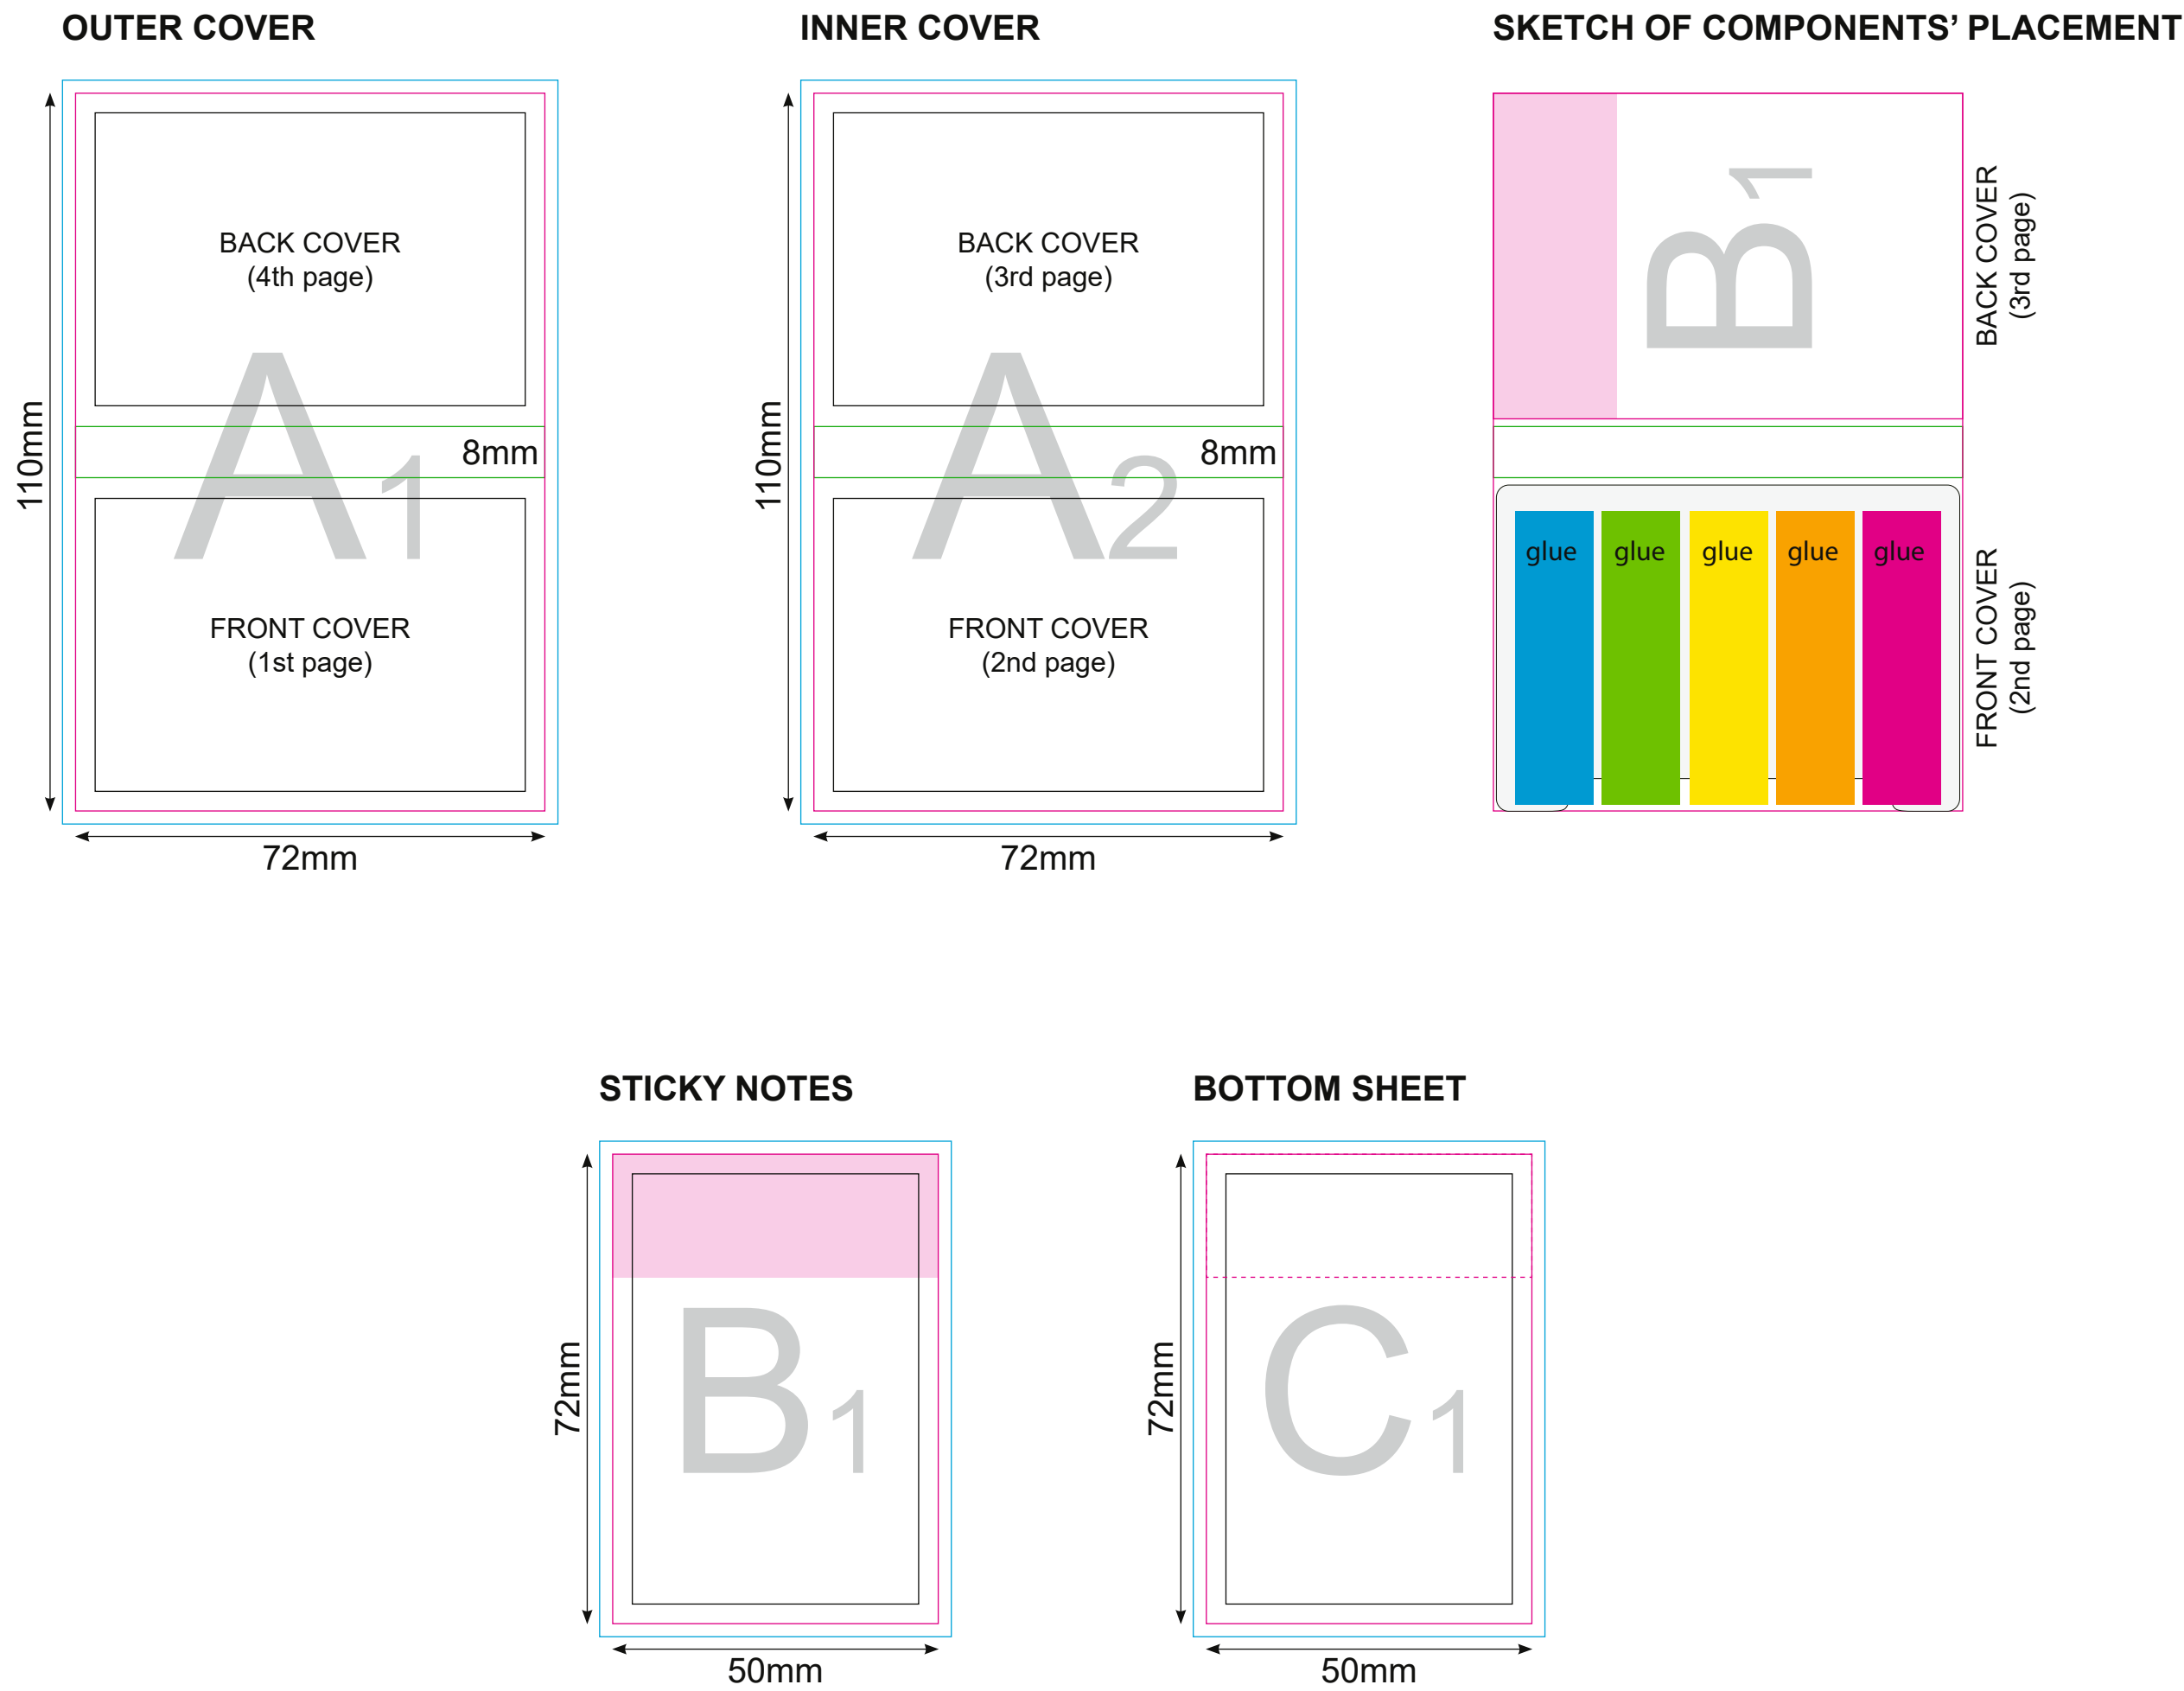 OUTER COVER
INNER COVER
SKETCH OF COMPONENTS’ PLACEMENT
BACK COVER
(4th page)
A1
8mm
110mm
FRONT COVER
(1st page)
72mm
BACK COVER
(3rd page)
A2
8mm
110mm
FRONT COVER
(2nd page)
72mm
B1
BACK COVER
(3rd page)
glue glue glue glue glue
FRONT COVER
(2nd page)
STICKY NOTES
BOTTOM SHEET
B1
72mm
50mm
C1
72mm
50mm